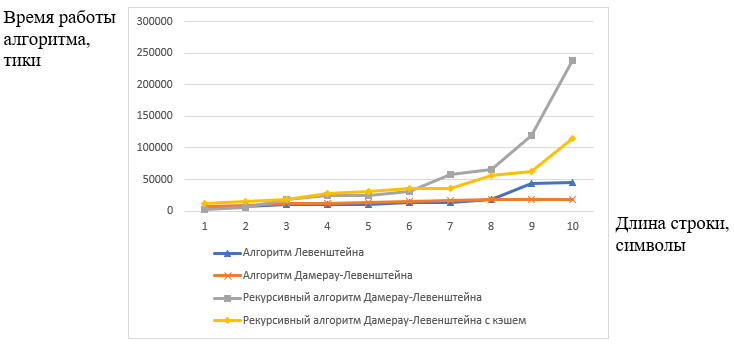 Время работы
алгоритма,
тики
300000
250000
200000
150000
100000
50000
0
1 2 3 4 5 6 7 8 9 10
Длина строки,
символы
Алгоритм Левенштейна
Алгоритм Дамерау-Левенштейна
Рекурсивный алгоритм Дамерау-Левенштейна
Рекурсивный алгоритм Дамерау-Левенштейна с кэшем